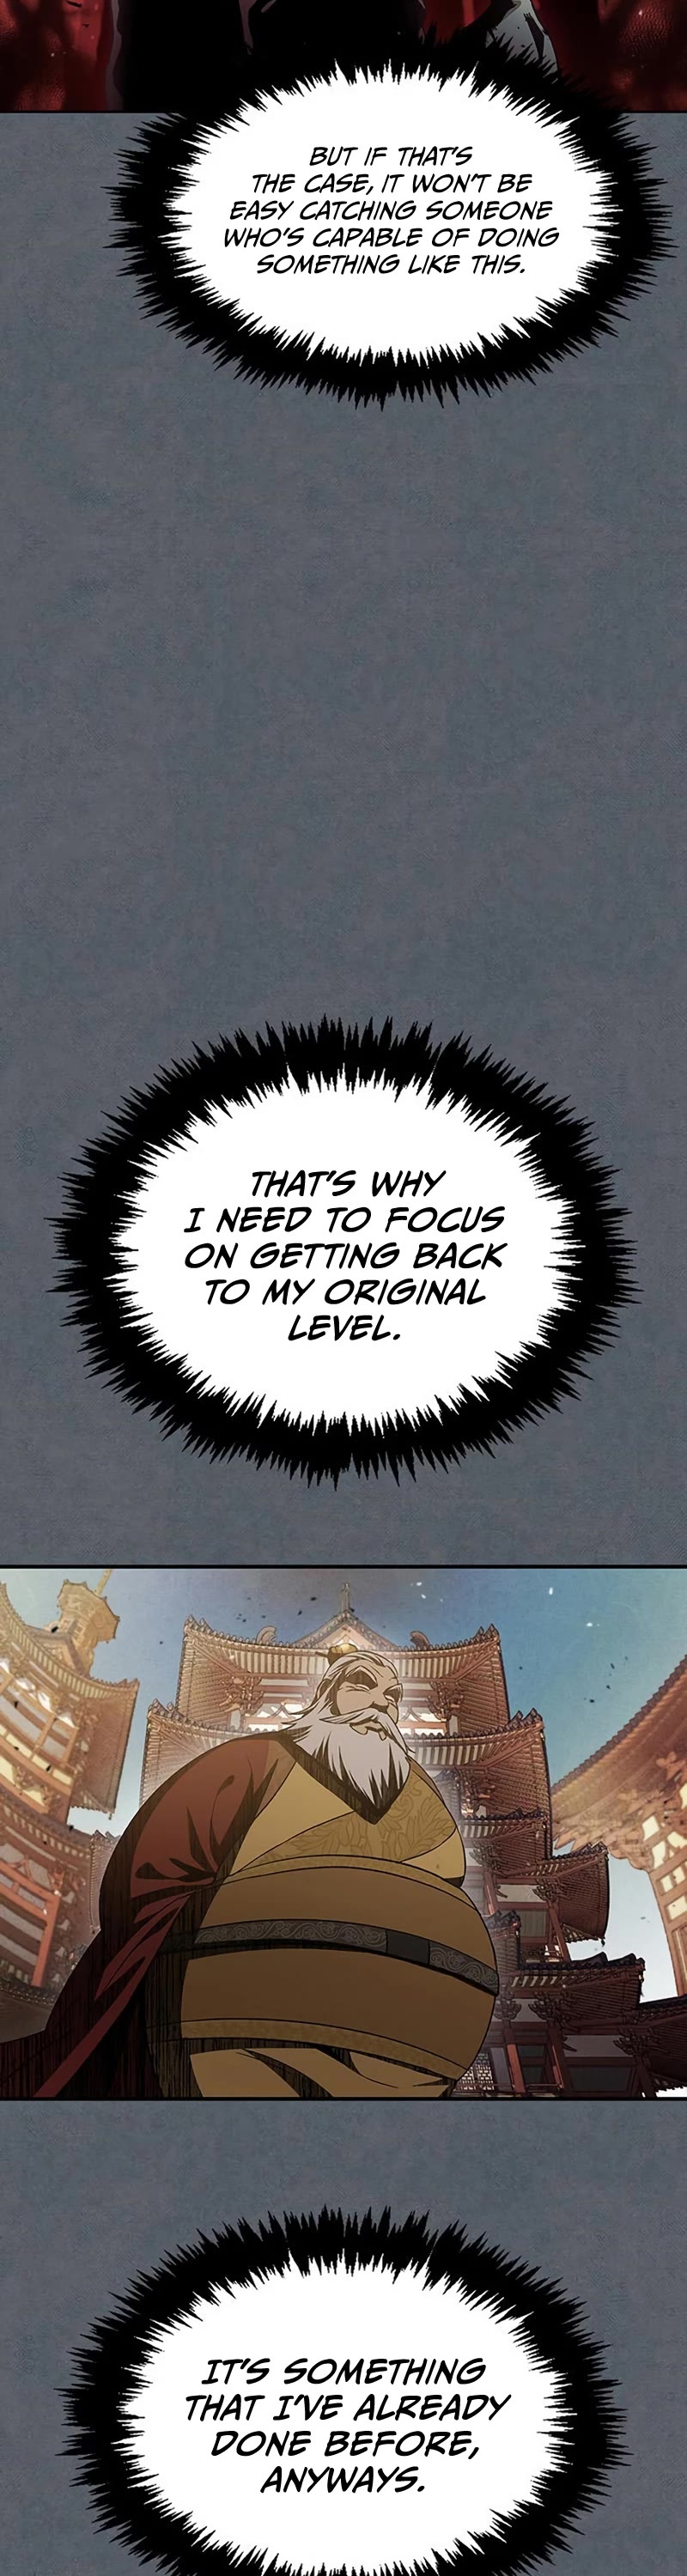 BUT IF THAT'S
THE CASE, IT WON'T BE
EASY CATCHING SOMEONE
WHO'S CAPABLE OF DOING
SOMETHING LIKE THIS.
THAT'S WHY
I NEED TO FOCUS
ON GETTING BACK
TO MY ORIGINAL
LEVEL.
IT'S SOMETHING
THAT I'VE ALREADY
DONE BEFORE,
ANYWAYS.